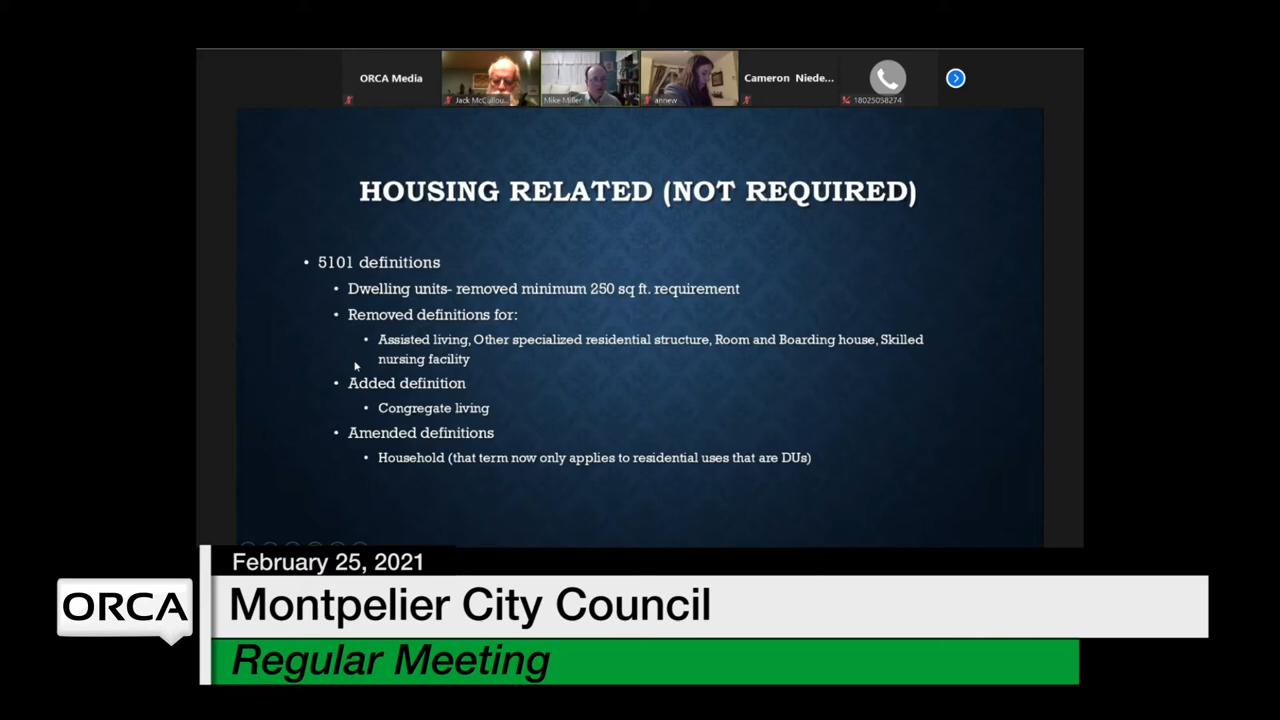 ORCA Media
Jack McCullou...
Mike Miller
annew
Cameron Niede...
18025058274
HOUSING RELATED (NOT REQUIRED)
• 5101 definitions
• Dwelling units- removed minimum 250 sq ft. requirement
• Removed definitions for:
• Assisted living, Other specialized residential structure, Room and Boarding house, Skilled
nursing facility
• Added definition
• Congregate living
• Amended definitions
• Household (that term now only applies to residential uses that are DUs)
February 25, 2021
ORCA
Montpelier City Council
Regular Meeting